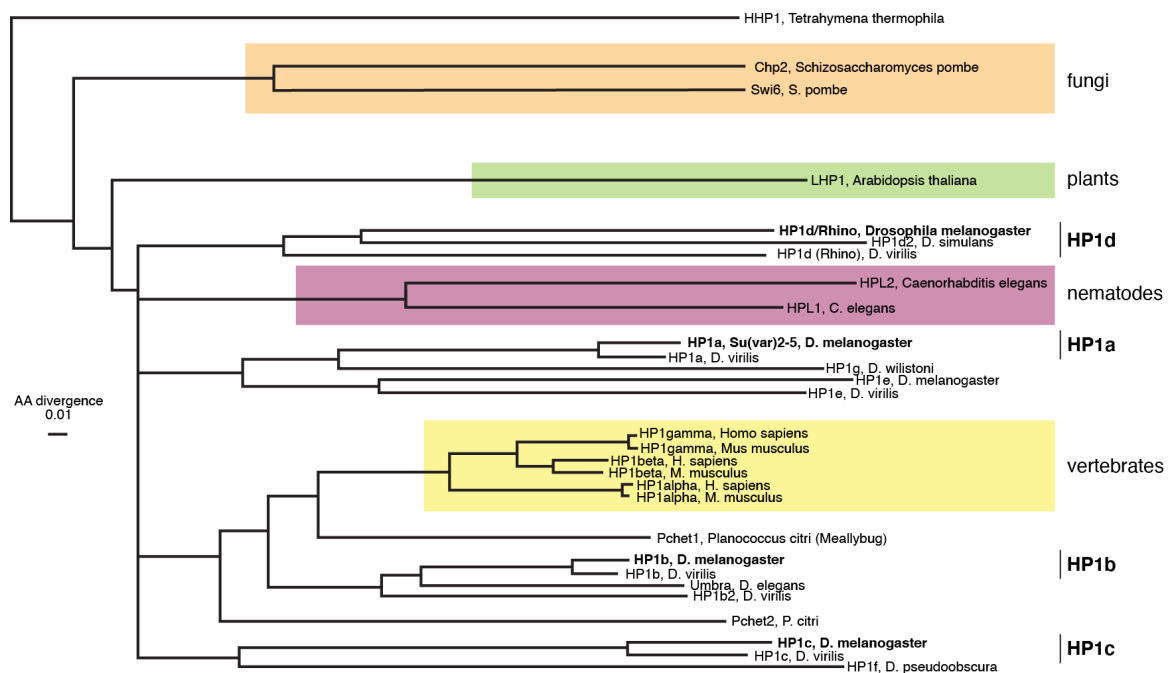 HHP1, Tetrahymena thermophila
Chp2, Schizosaccharomyces pombe
fungi
Swi6, S. pombe
LHP1, Arabidopsis thaliana
plants
HP1d/Rhino, Drosophila melanogaster
HP1d2, D. simulans
HP1d
HP1d (Rhino), D. virilis
HPL2, Caenorhabditis elegans
nematodes
HPL1, C. elegans
HP1a, Su(var)2-5, D. melanogaster
HP1a
HP1a, D. virilis
HP1g, D. wilistoni
HP1e, D. melanogaster
HP1e, D. virilis
AA divergence
0.01
HP1gamma, Homo sapiens
HP1gamma, Mus musculus
HP1beta, H. sapiens
vertebrates
HP1beta, M. musculus
HP1alpha, H. sapiens
HP1alpha, M. musculus
Pchet1, Planococcus citri (Meallybug)
HP1b, D. melanogaster
HP1b
HP1b, D. virilis
Umbra, D. elegans
HP1b2, D. virilis
Pchet2, P. citri
HP1c, D. melanogaster
HP1c
HP1c, D. virilis
HP1f, D. pseudoobscura